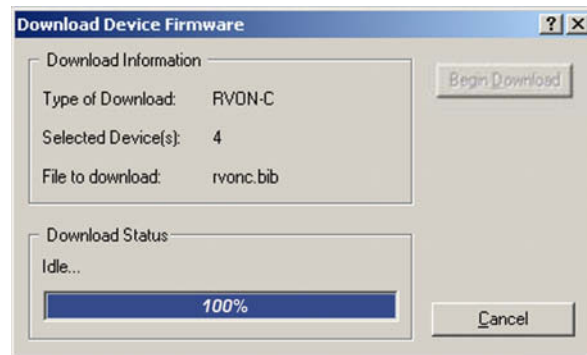 Download Device Firmware
Download Information
Type of Download: RVON-C
Selected Device(s): 4
File to download: rvonc.bib
Begin Download
Download Status
Idle...
100%
Cancel